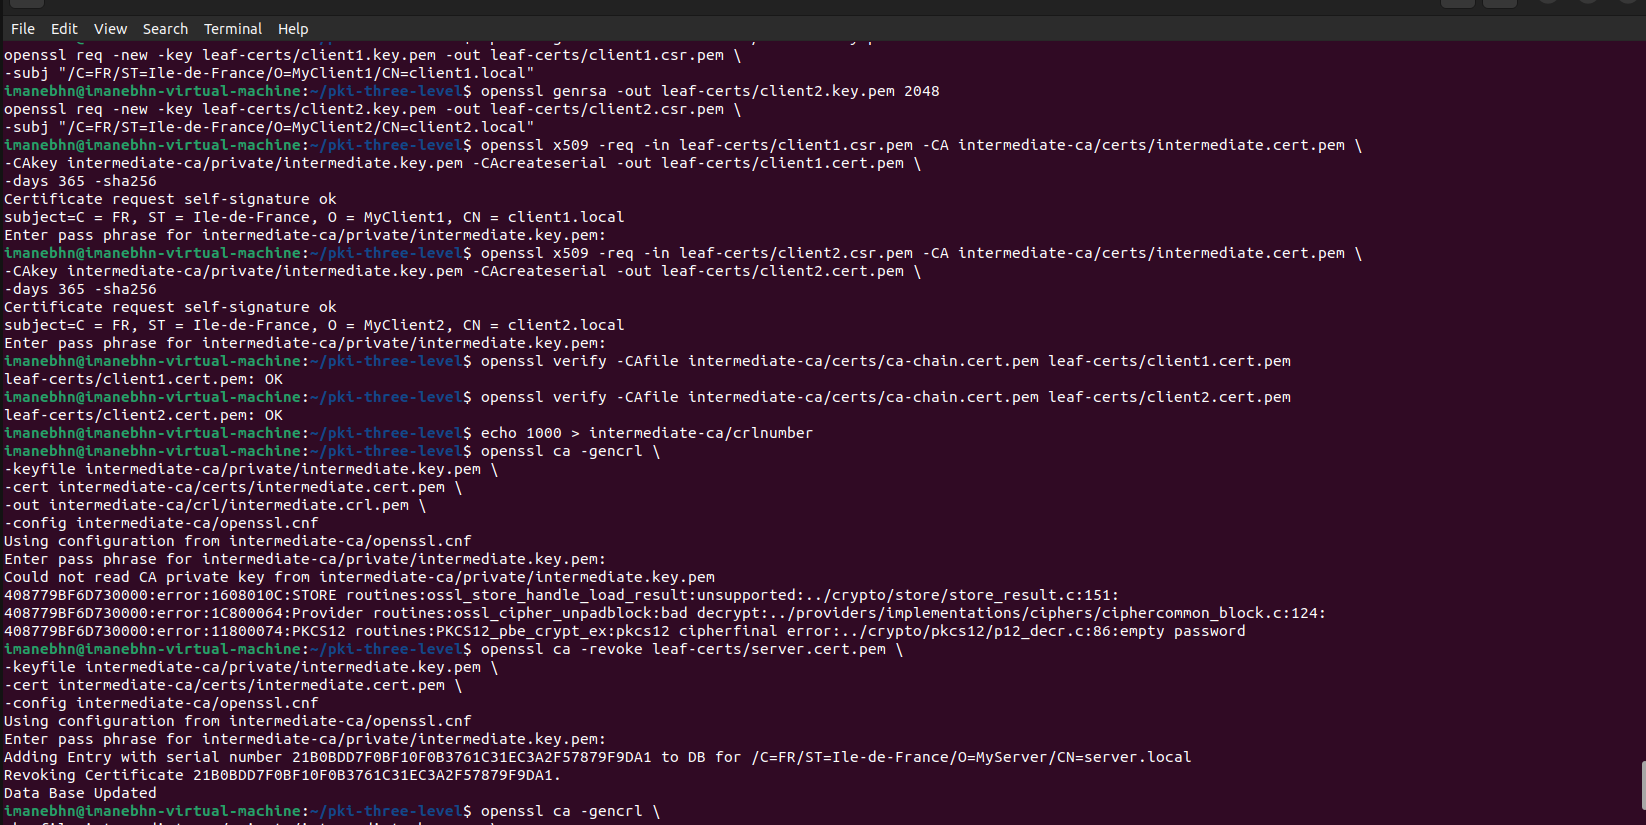 File Edit View Search Terminal Help
openssl req -new -key leaf-certs/client1.key.pem -out leaf-certs/client1.csr.pem \
-subj "/C=FR/ST=Ile-de-France/O=MyClient1/CN=client1.local"
imanebhn@imanebhn-virtual-machine:~/pki-three-level$ openssl genrsa -out leaf-certs/client2.key.pem 2048
openssl req -new -key leaf-certs/client2.key.pem -out leaf-certs/client2.csr.pem \
-subj "/C=FR/ST=Ile-de-France/O=MyClient2/CN=client2.local"
imanebhn@imanebhn-virtual-machine:~/pki-three-level$ openssl x509 -req -in leaf-certs/client1.csr.pem -CA intermediate-ca/certs/intermediate.cert.pem \
-CAkey intermediate-ca/private/intermediate.key.pem -CAcreateserial -out leaf-certs/client1.cert.pem \
-days 365 -sha256
Certificate request self-signature ok
subject=C = FR, ST = Ile-de-France, O = MyClient1, CN = client1.local
Enter pass phrase for intermediate-ca/private/intermediate.key.pem:
imanebhn@imanebhn-virtual-machine:~/pki-three-level$ openssl x509 -req -in leaf-certs/client2.csr.pem -CA intermediate-ca/certs/intermediate.cert.pem \
-CAkey intermediate-ca/private/intermediate.key.pem -CAcreateserial -out leaf-certs/client2.cert.pem \
-days 365 -sha256
Certificate request self-signature ok
subject=C = FR, ST = Ile-de-France, O = MyClient2, CN = client2.local
Enter pass phrase for intermediate-ca/private/intermediate.key.pem:
imanebhn@imanebhn-virtual-machine:~/pki-three-level$ openssl verify -CAfile intermediate-ca/certs/ca-chain.cert.pem leaf-certs/client1.cert.pem
leaf-certs/client1.cert.pem: OK
imanebhn@imanebhn-virtual-machine:~/pki-three-level$ openssl verify -CAfile intermediate-ca/certs/ca-chain.cert.pem leaf-certs/client2.cert.pem
leaf-certs/client2.cert.pem: OK
imanebhn@imanebhn-virtual-machine:~/pki-three-level$ echo 1000 > intermediate-ca/crlnumber
imanebhn@imanebhn-virtual-machine:~/pki-three-level$ openssl ca -gencrl \
-keyfile intermediate-ca/private/intermediate.key.pem \
-cert intermediate-ca/certs/intermediate.cert.pem \
-out intermediate-ca/crl/intermediate.crl.pem \
-config intermediate-ca/openssl.cnf
Using configuration from intermediate-ca/openssl.cnf
Enter pass phrase for intermediate-ca/private/intermediate.key.pem:
Could not read CA private key from intermediate-ca/private/intermediate.key.pem
408779BF6D730000:error:1608010C:STORE routines:ossl_store_handle_load_result:unsupported:../crypto/store/store_result.c:151:
408779BF6D730000:error:1C800064:Provider routines:ossl_cipher_unpadblock:bad decrypt:../providers/implementations/ciphers/ciphercommon_block.c:124:
408779BF6D730000:error:11800074:PKCS12 routines:PKCS12_pbe_crypt_ex:pkcs12 cipherfinal error:../crypto/pkcs12/p12_decr.c:86:empty password
imanebhn@imanebhn-virtual-machine:~/pki-three-level$ openssl ca -revoke leaf-certs/server.cert.pem \
-keyfile intermediate-ca/private/intermediate.key.pem \
-cert intermediate-ca/certs/intermediate.cert.pem \
-config intermediate-ca/openssl.cnf
Using configuration from intermediate-ca/openssl.cnf
Enter pass phrase for intermediate-ca/private/intermediate.key.pem:
Adding Entry with serial number 21B0BDD7F0BF10F0B3761C31EC3A2F57879F9DA1 to DB for /C=FR/ST=Ile-de-France/O=MyServer/CN=server.local
Revoking Certificate 21B0BDD7F0BF10F0B3761C31EC3A2F57879F9DA1.
Data Base Updated
imanebhn@imanebhn-virtual-machine:~/pki-three-level$ openssl ca -gencrl \